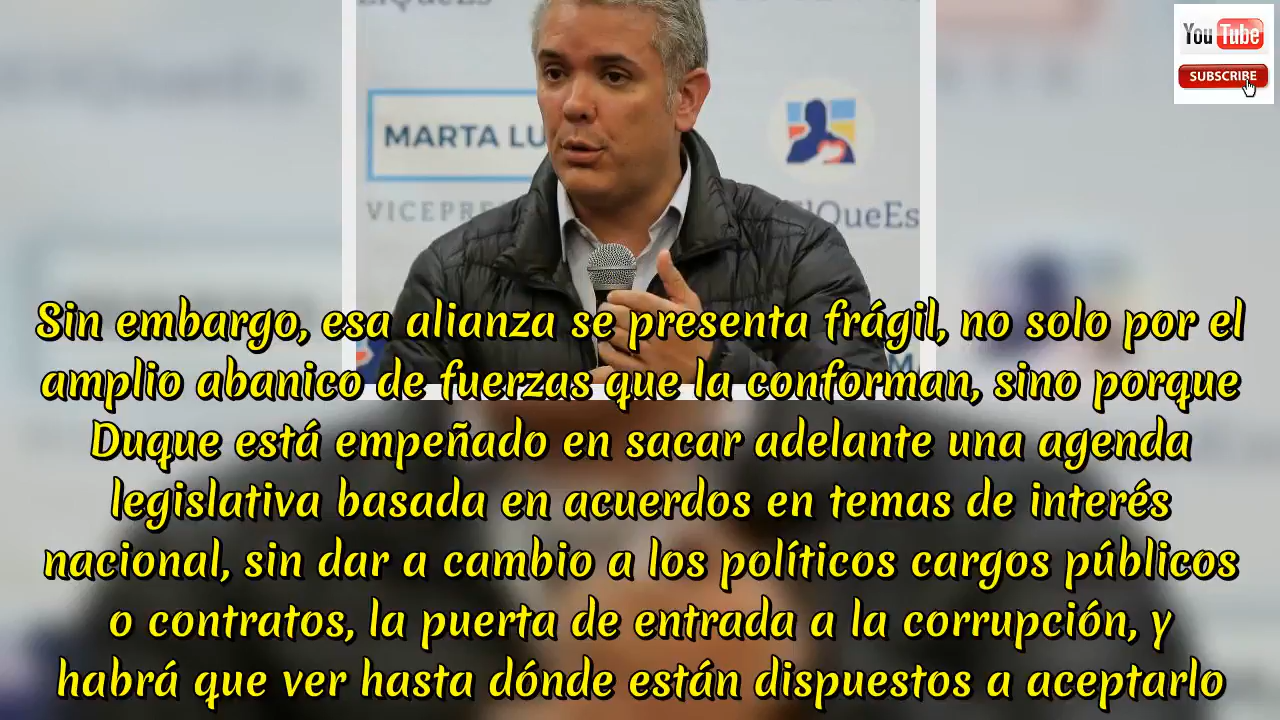 You Tube
SUBSCRIBE
MARTA LU
VICEPRE
lQueEs
Sin embargo, esa alianza se presenta frágil, no solo por el
amplio abanico de fuerzas que la conforman, sino porque
Duque está empeñado en sacar adelante una agenda
legislativa basada en acuerdos en temas de interés
nacional, sin dar a cambio a los políticos cargos públicos
o contratos, la puerta de entrada a la corrupción, y
habrá que ver hasta dónde están dispuestos a aceptarlo